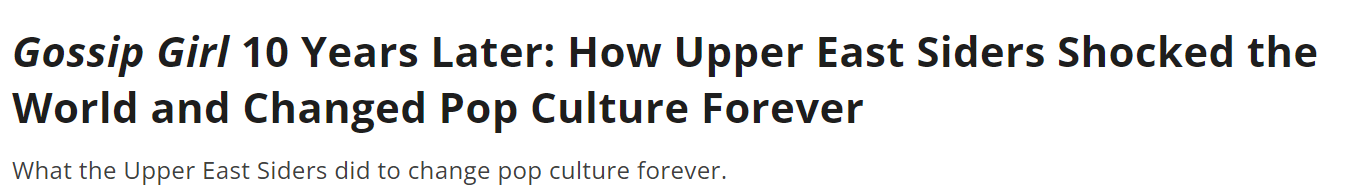 Gossip Girl 10 Years Later: How Upper East Siders Shocked the
World and Changed Pop Culture Forever
What the Upper East Siders did to change pop culture forever.